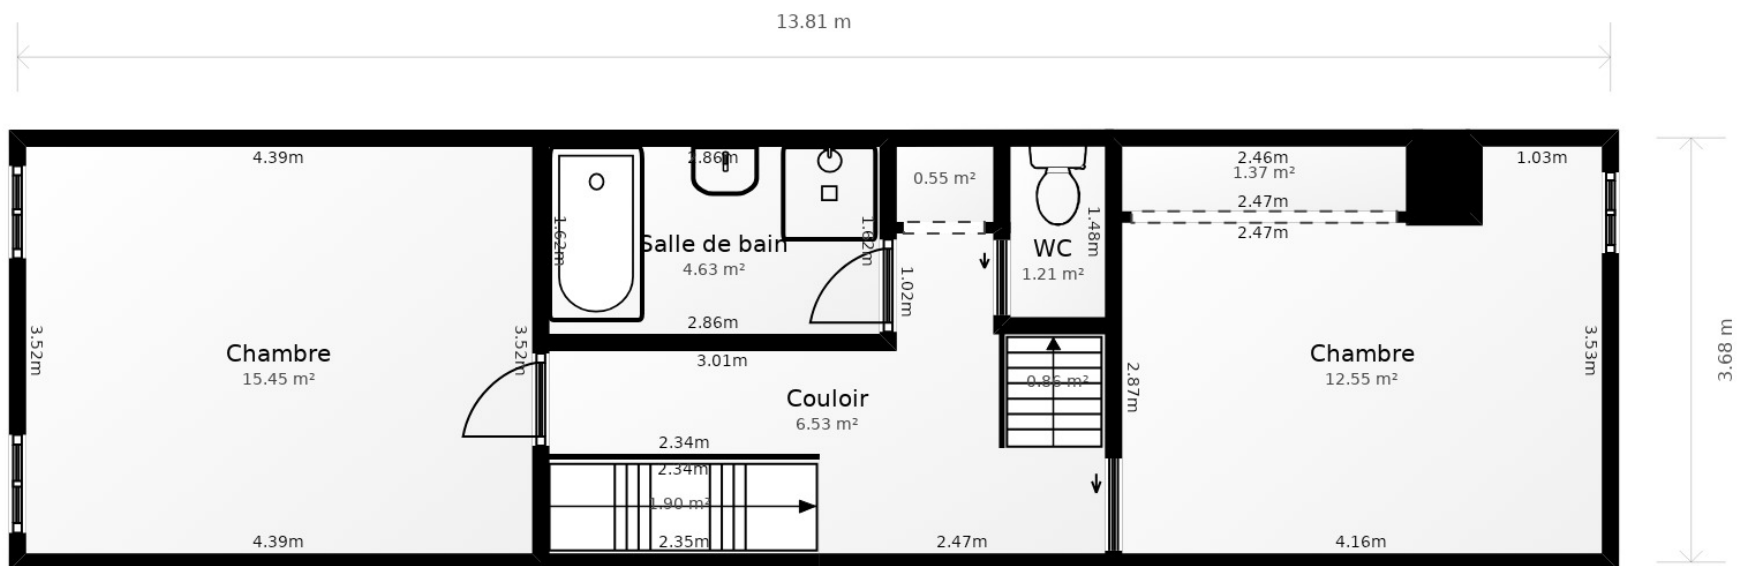 13.81 m
4.39m
2.86m
2.46m
1.03m
1.37 m²
0.55 m²
2.47m
2.47m
1.62m
1.62m
1.48m
Salle de bain
4.63 m²
WC
1.21 m²
1.02m
2.86m
3.01m
3.52m
3.52m
Chambre
15.45 m²
Couloir
6.53 m²
0.86 m²
2.87m
Chambre
12.55 m²
3.53m
3.68 m
2.34m
2.34m
1.90 m²
4.39m
2.35m
2.47m
4.16m